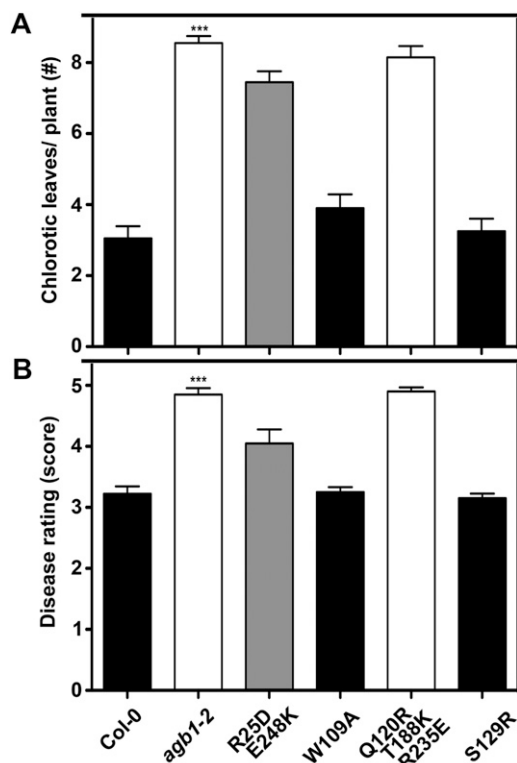 A
Chlorotic leaves/ plant (#)
8
6
4
2
0
***
B
Disease rating (score)
5
4
3
2
1
0
***
Col-0
agb1-2
R25D
E248K
W109A
Q120R
T188K
R235E
S129R